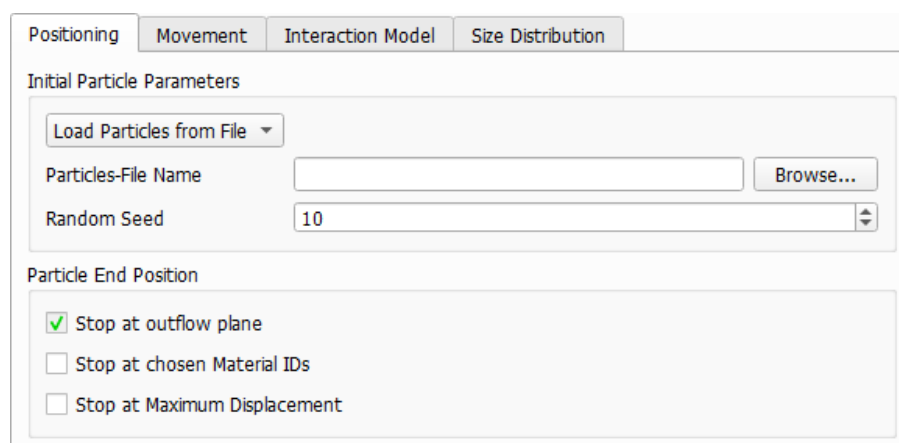 Positioning Movement Interaction Model Size Distribution
Initial Particle Parameters
Load Particles from File
Particles-File Name Browse...
Random Seed 10
Particle End Position
Stop at outflow plane
Stop at chosen Material IDs
Stop at Maximum Displacement